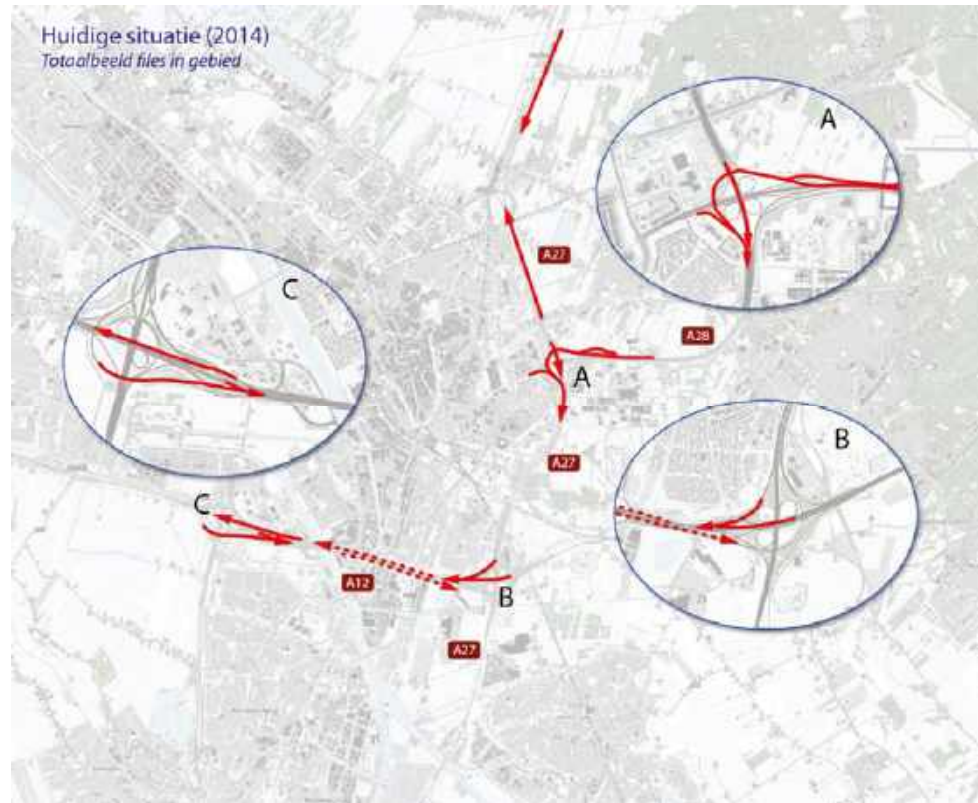 Huidige situatie (2014)
Totaalbeeld files in gebied
A
A27
C
A28
A
B
A27
C
A12
B
A27